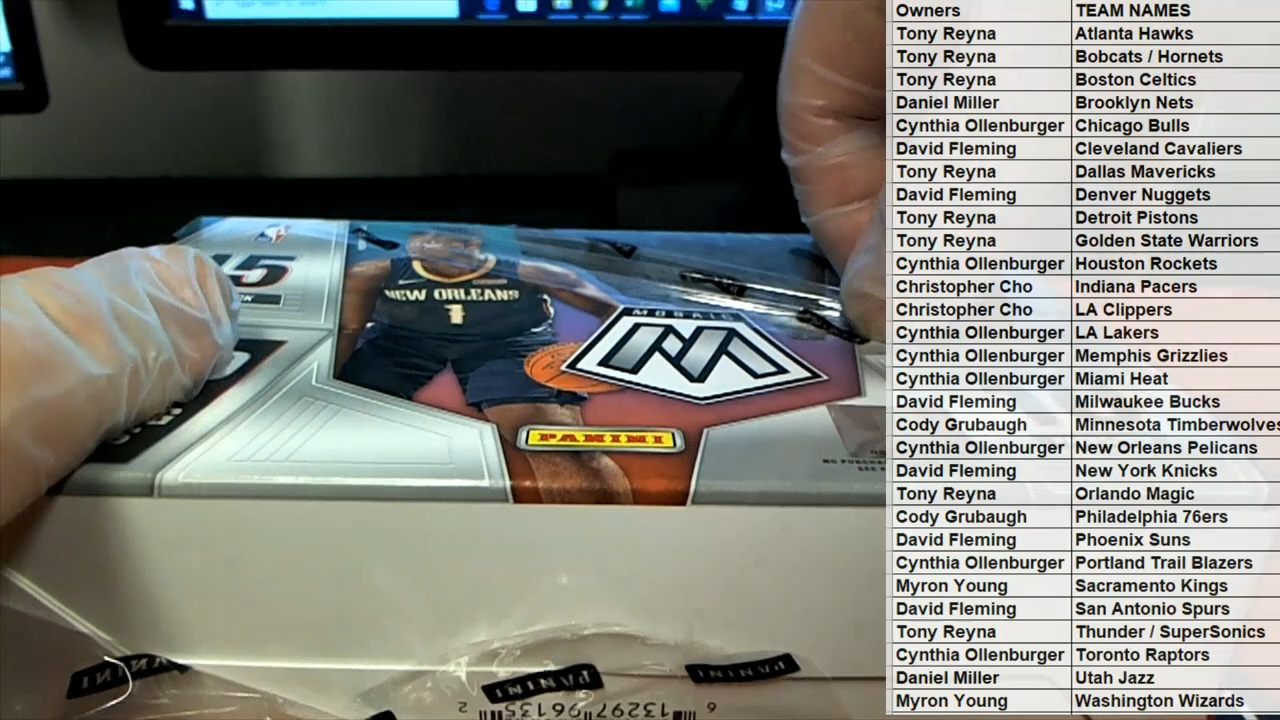 Owners TEAM NAMES
Tony Reyna Atlanta Hawks
Tony Reyna Bobcats / Hornets
Tony Reyna Boston Celtics
Daniel Miller Brooklyn Nets
Cynthia Ollenburger Chicago Bulls
David Fleming Cleveland Cavaliers
Tony Reyna Dallas Mavericks
David Fleming Denver Nuggets
Tony Reyna Detroit Pistons
Tony Reyna Golden State Warriors
Cynthia Ollenburger Houston Rockets
Christopher Cho Indiana Pacers
Christopher Cho LA Clippers
Cynthia Ollenburger LA Lakers
Cynthia Ollenburger Memphis Grizzlies
Cynthia Ollenburger Miami Heat
David Fleming Milwaukee Bucks
Cody Grubaugh Minnesota Timberwolves
Cynthia Ollenburger New Orleans Pelicans
David Fleming New York Knicks
Tony Reyna Orlando Magic
Cody Grubaugh Philadelphia 76ers
David Fleming Phoenix Suns
Cynthia Ollenburger Portland Trail Blazers
Myron Young Sacramento Kings
David Fleming San Antonio Spurs
Tony Reyna Thunder / SuperSonics
Cynthia Ollenburger Toronto Raptors
Daniel Miller Utah Jazz
Myron Young Washington Wizards
15
NEW ORLEANS
1
MOSAIC
PANINI
PANINI
PANINI
PANINI
6 13297 96135 2